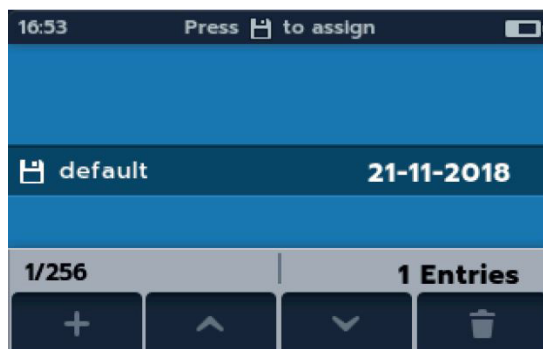 16:53 Press to assign
default 21-11-2018
1/256 1 Entries